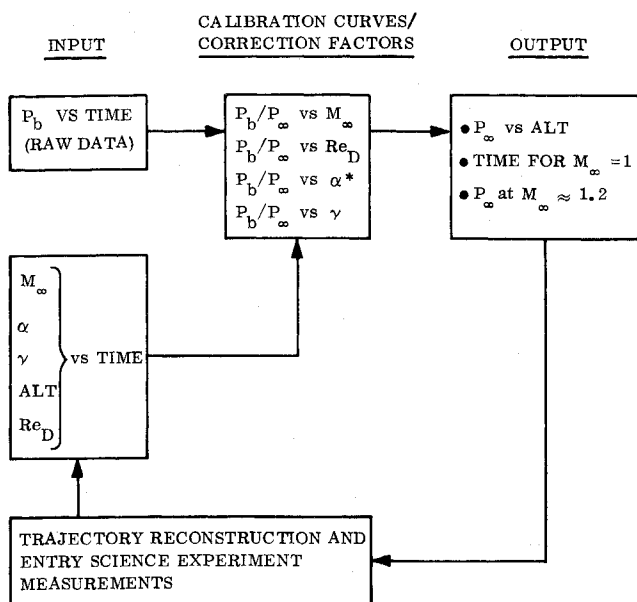 INPUT
CALIBRATION CURVES/
CORRECTION FACTORS
OUTPUT
P_b VS TIME
(RAW DATA)
P_b/P_∞ vs M_∞
P_b/P_∞ vs Re_D
P_b/P_∞ vs α*
P_b/P_∞ vs γ
● P_∞ vs ALT
● TIME FOR M_∞ =1
● P_∞ at M_∞ ≈ 1.2
M_∞
α
γ
ALT
Re_D
vs TIME
TRAJECTORY RECONSTRUCTION AND
ENTRY SCIENCE EXPERIMENT
MEASUREMENTS